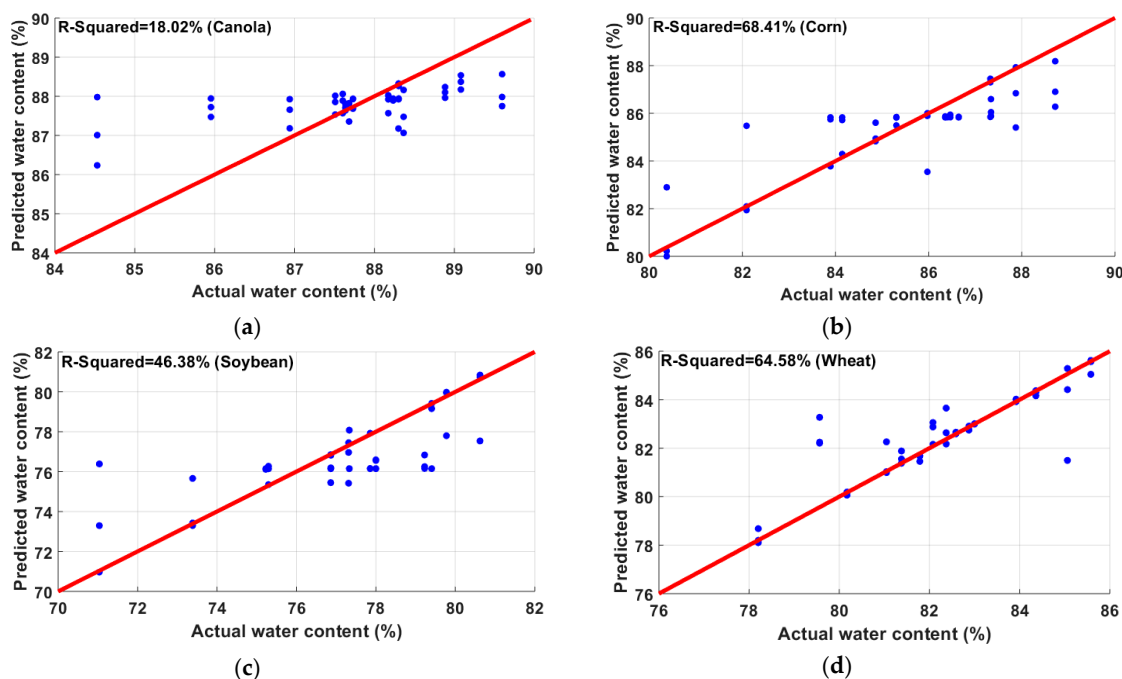 R-Squared=18.02% (Canola)
Predicted water content (%)
90
89
88
87
86
85
84
84 85 86 87 88 89 90
Actual water content (%)
(a)
R-Squared=68.41% (Corn)
Predicted water content (%)
90
88
86
84
82
80
80 82 84 86 88 90
Actual water content (%)
(b)
R-Squared=46.38% (Soybean)
Predicted water content (%)
82
80
78
76
74
72
70
70 72 74 76 78 80 82
Actual water content (%)
(c)
R-Squared=64.58% (Wheat)
Predicted water content (%)
86
84
82
80
78
76
76 78 80 82 84 86
Actual water content (%)
(d)